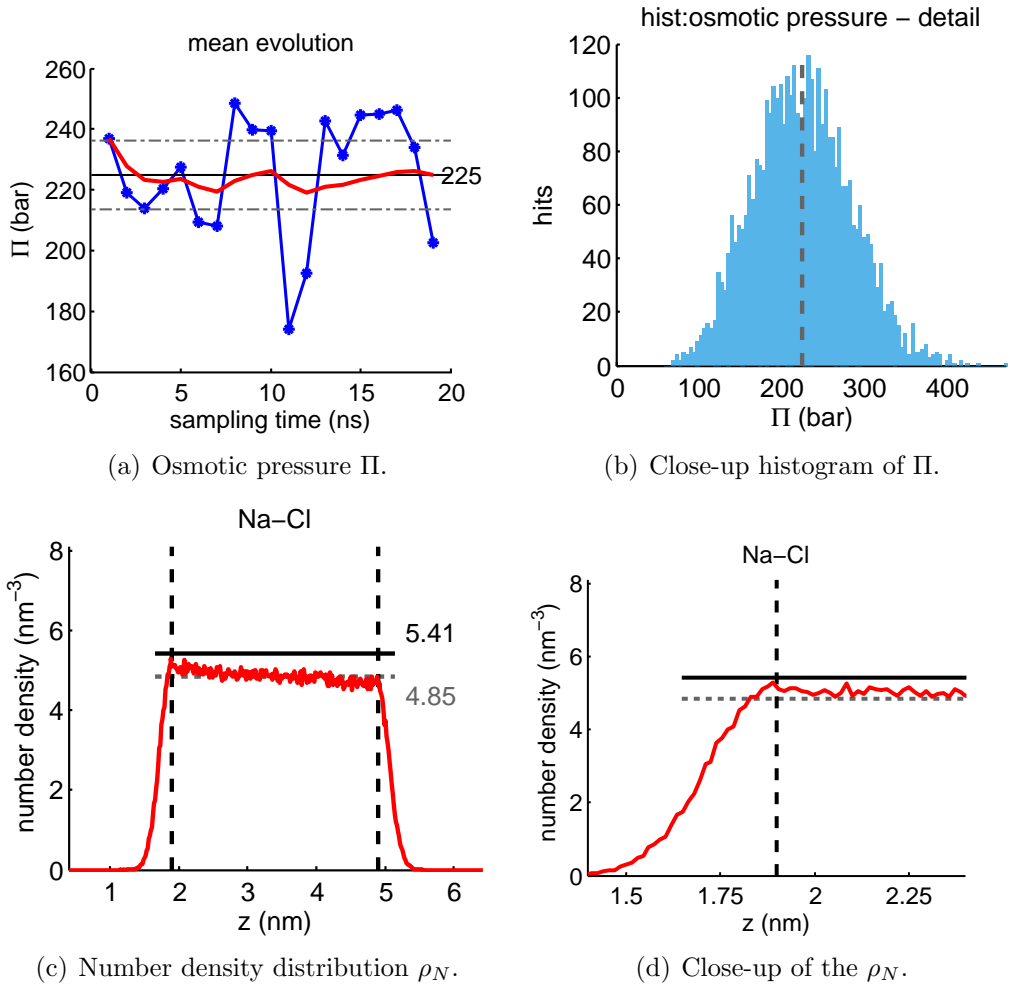 mean evolution
260
240
220
200
180
160
225
Π (bar)
0
5
10
15
20
sampling time (ns)
(a) Osmotic pressure Π.
hist:osmotic pressure − detail
120
100
80
60
40
20
0
hits
0
100
200
300
400
Π (bar)
(b) Close-up histogram of Π.
Na−Cl
8
6
4
2
0
number density (nm⁻³)
5.41
4.85
1
2
3
4
5
6
z (nm)
(c) Number density distribution ρN.
Na−Cl
8
6
4
2
0
number density (nm⁻³)
1.5
1.75
2
2.25
z (nm)
(d) Close-up of the ρN.